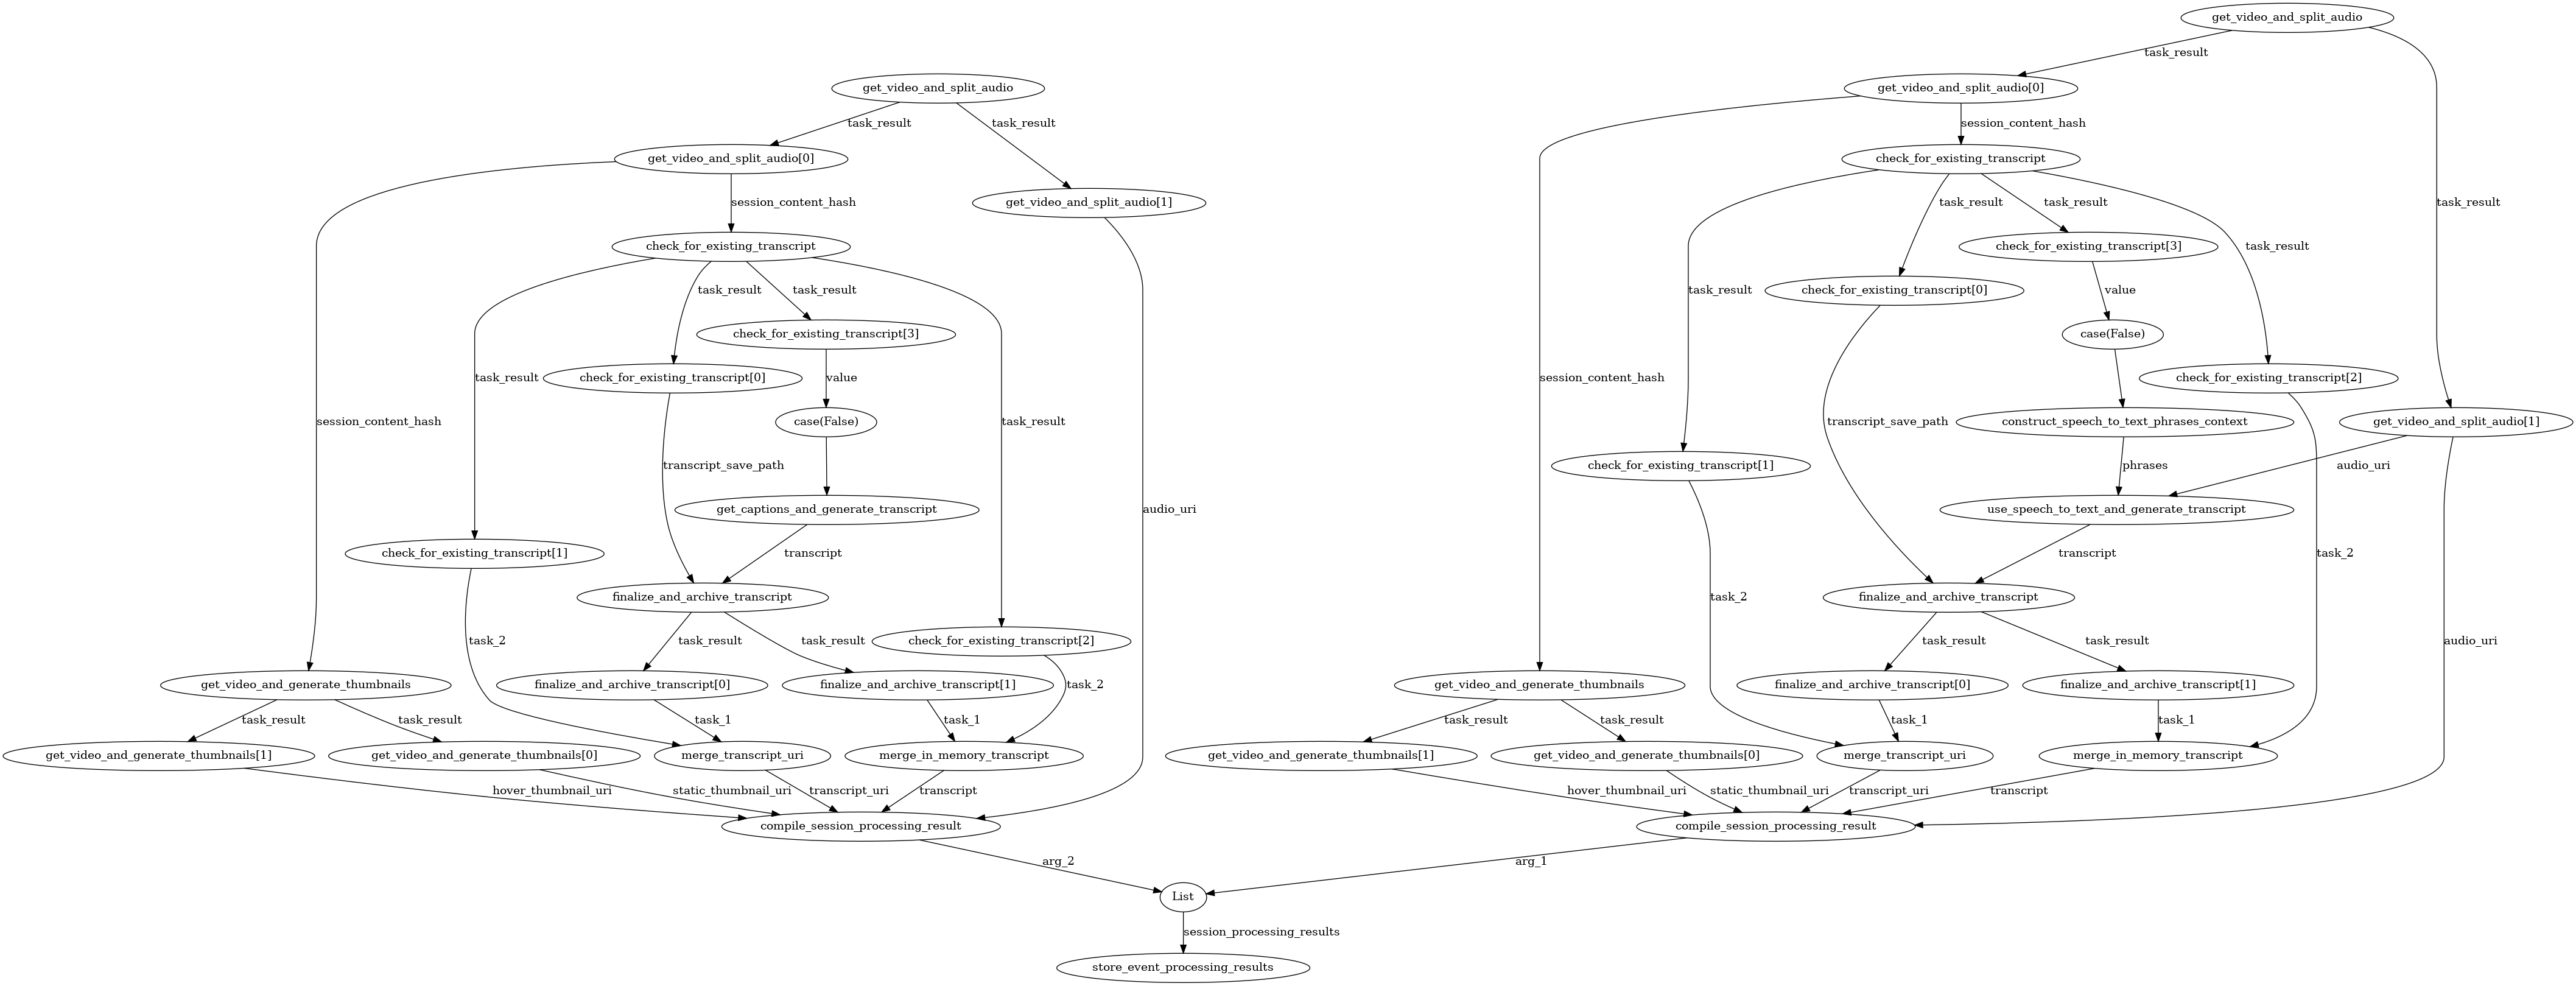 get_video_and_split_audio
task_result
get_video_and_split_audio
get_video_and_split_audio[0]
task_result
task_result
session_content_hash
get_video_and_split_audio[0]
check_for_existing_transcript
session_content_hash
get_video_and_split_audio[1]
task_result
task_result
task_result
check_for_existing_transcript
check_for_existing_transcript[3]
task_result
task_result
task_result
task_result
check_for_existing_transcript[0]
value
check_for_existing_transcript[3]
case(False)
task_result
check_for_existing_transcript[0]
value
session_content_hash
check_for_existing_transcript[2]
session_content_hash
case(False)
task_result
transcript_save_path
construct_speech_to_text_phrases_context
get_video_and_split_audio[1]
transcript_save_path
check_for_existing_transcript[1]
phrases
audio_uri
get_captions_and_generate_transcript
audio_uri
use_speech_to_text_and_generate_transcript
check_for_existing_transcript[1]
transcript
transcript
task_2
finalize_and_archive_transcript
task_2
finalize_and_archive_transcript
task_2
task_result
task_result
check_for_existing_transcript[2]
task_result
task_result
audio_uri
get_video_and_generate_thumbnails
finalize_and_archive_transcript[0]
finalize_and_archive_transcript[1]
task_2
get_video_and_generate_thumbnails
finalize_and_archive_transcript[0]
finalize_and_archive_transcript[1]
task_result
task_result
task_1
task_1
task_result
task_result
task_1
task_1
get_video_and_generate_thumbnails[1]
get_video_and_generate_thumbnails[0]
merge_transcript_uri
merge_in_memory_transcript
get_video_and_generate_thumbnails[1]
get_video_and_generate_thumbnails[0]
merge_transcript_uri
merge_in_memory_transcript
hover_thumbnail_uri
static_thumbnail_uri
transcript_uri
transcript
hover_thumbnail_uri
static_thumbnail_uri
transcript_uri
transcript
compile_session_processing_result
compile_session_processing_result
arg_2
arg_1
List
session_processing_results
store_event_processing_results